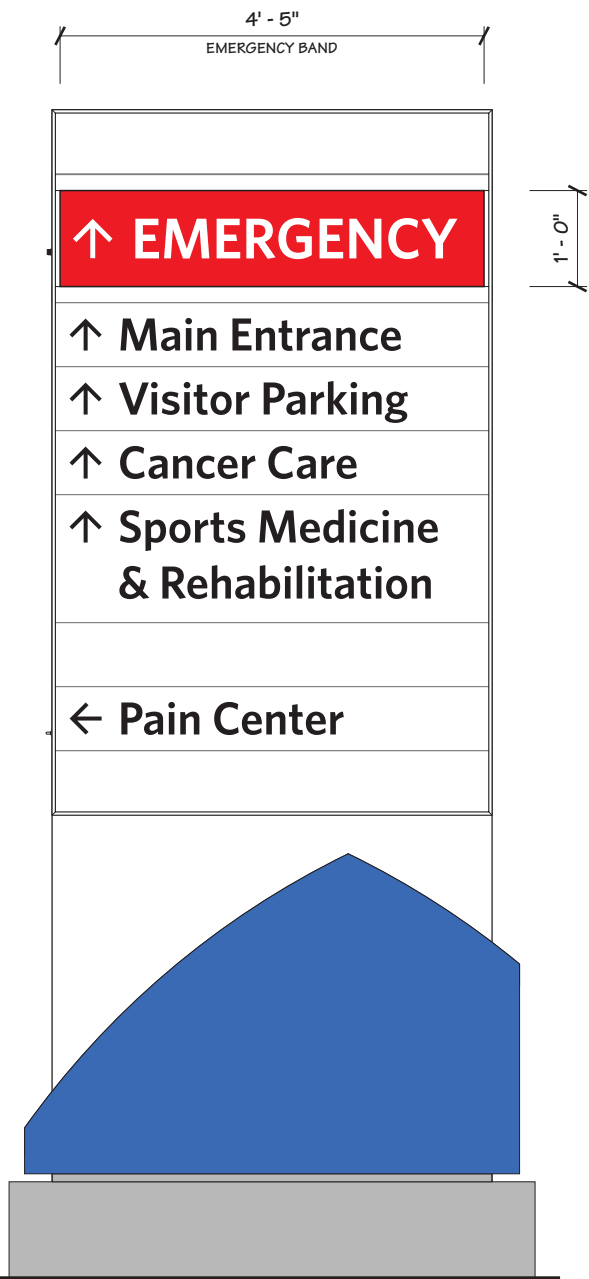 4' - 5"
EMERGENCY BAND
↑ EMERGENCY
1' - 0"
↑ Main Entrance
↑ Visitor Parking
↑ Cancer Care
↑ Sports Medicine
& Rehabilitation
← Pain Center